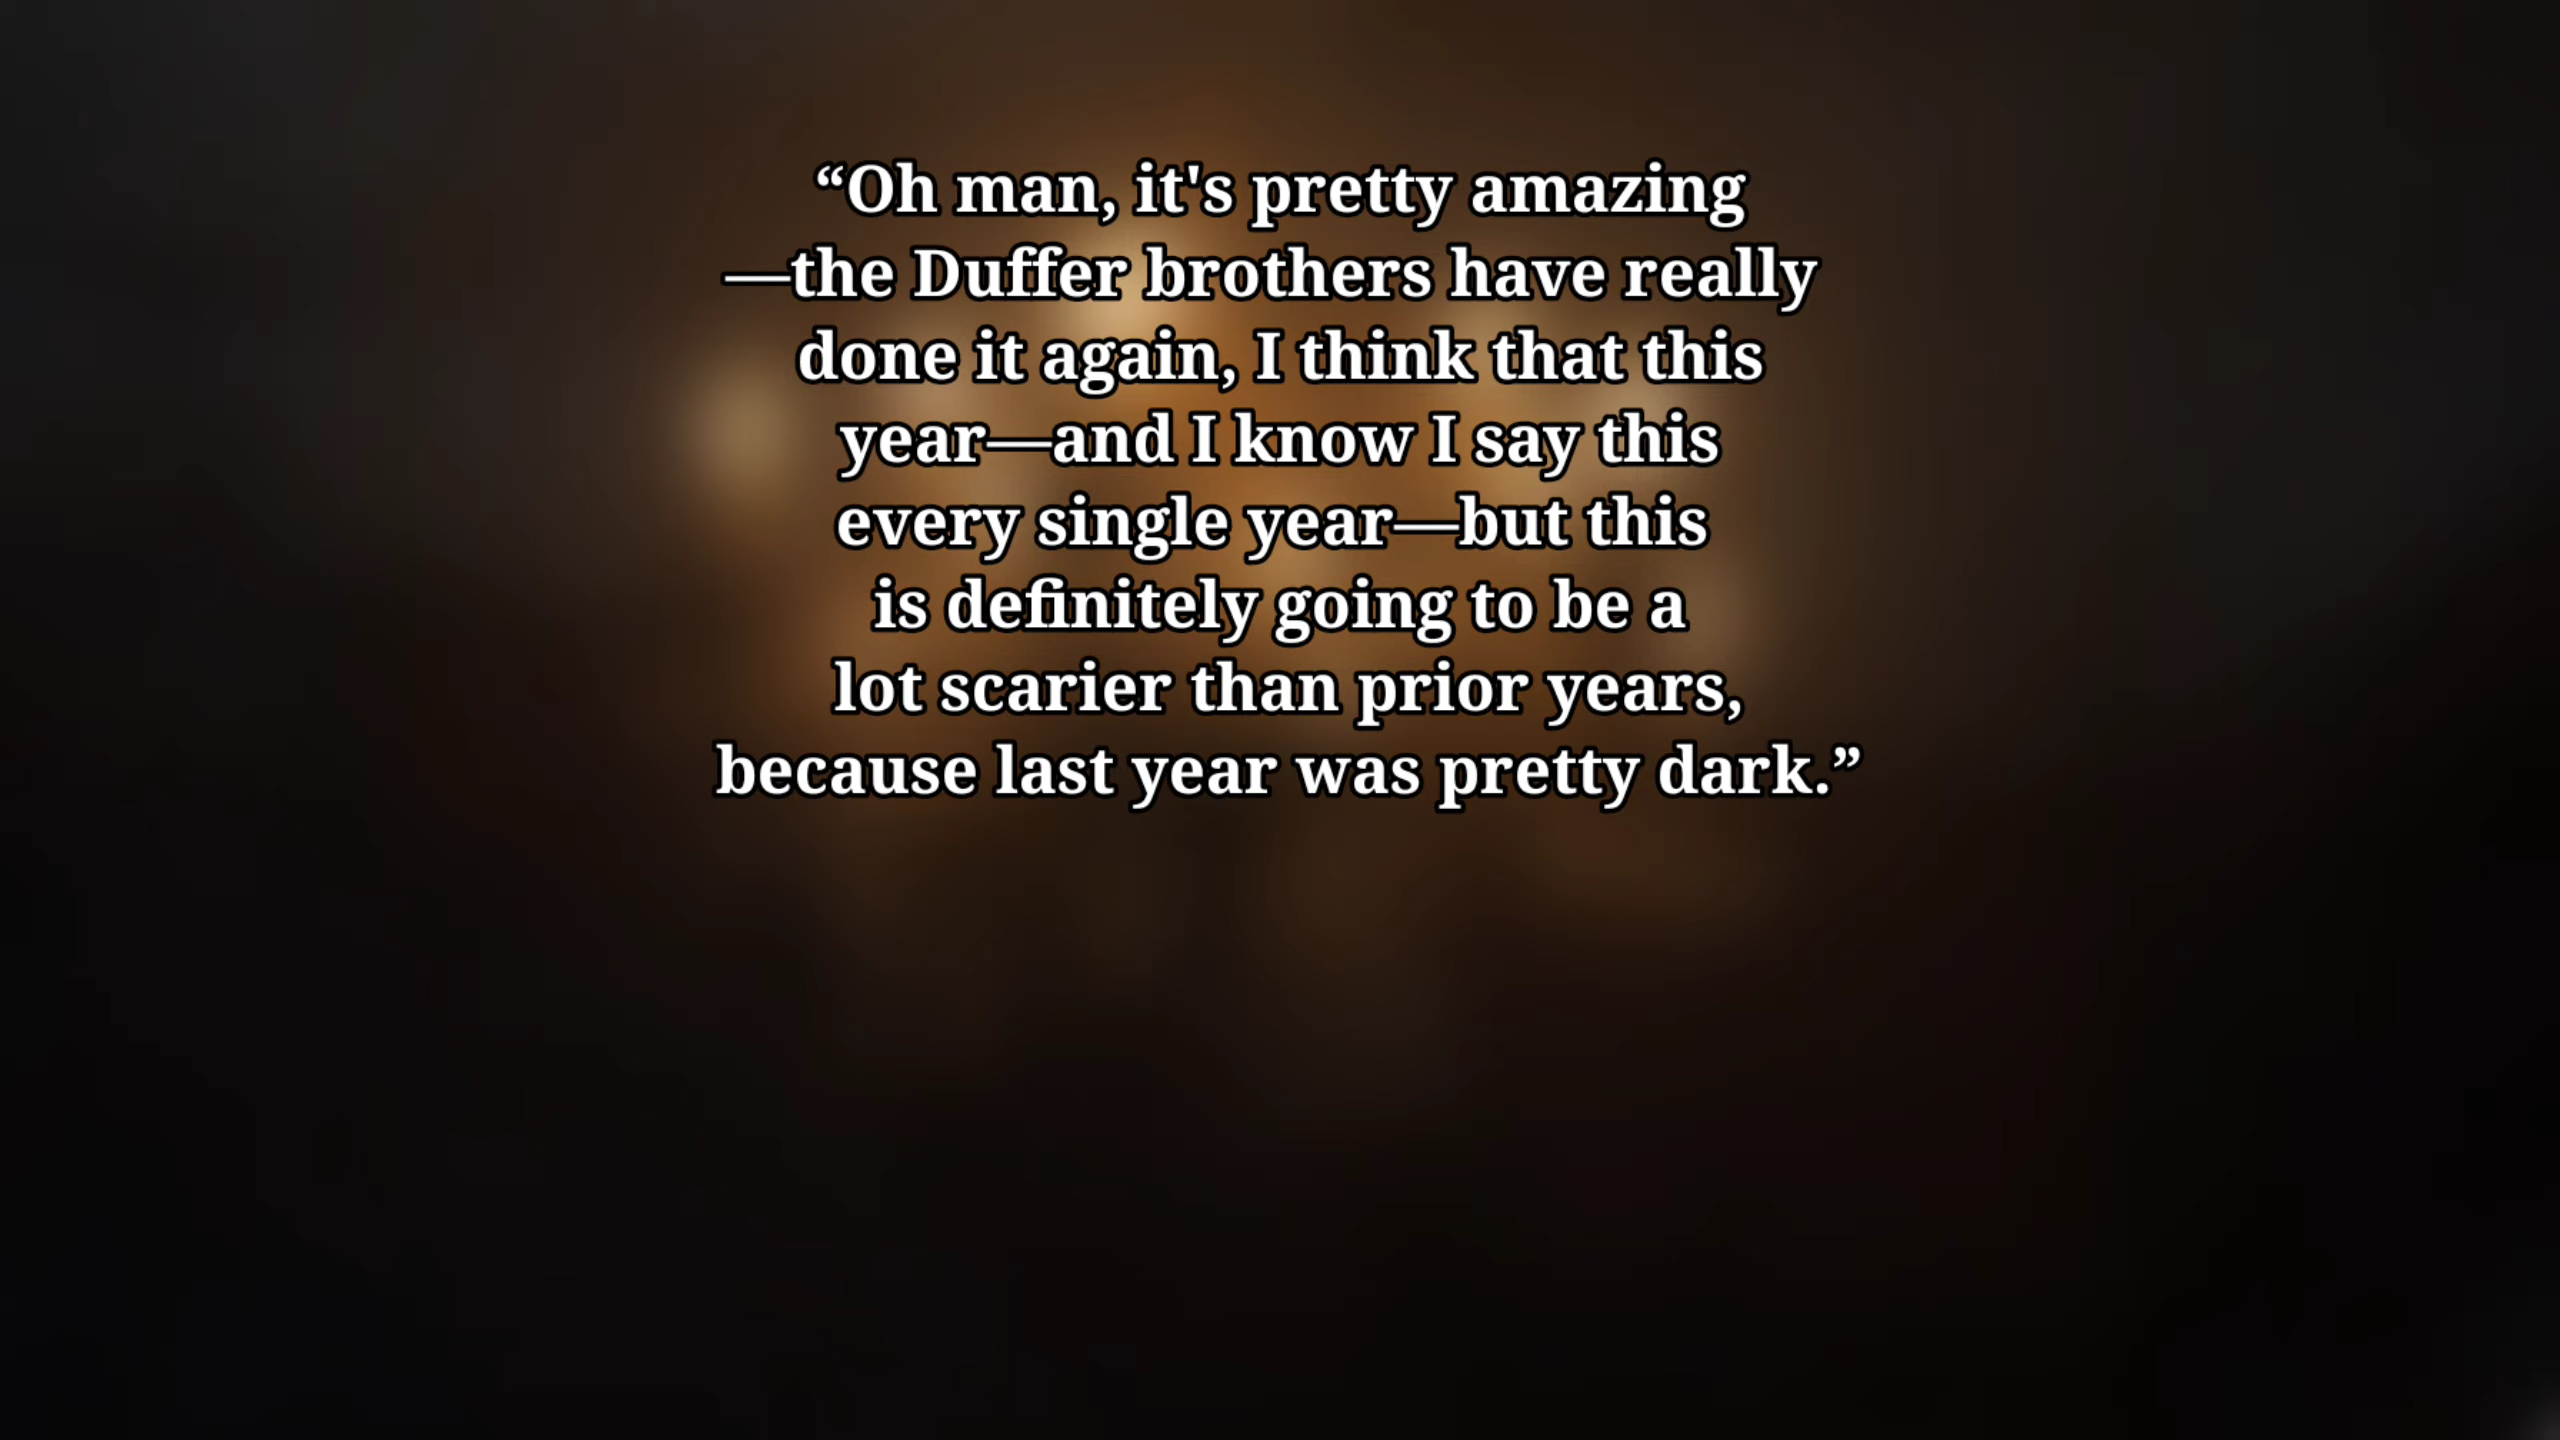 “Oh man, it's pretty amazing
—the Duffer brothers have really
done it again, I think that this
year—and I know I say this
every single year—but this
is definitely going to be a
lot scarier than prior years,
because last year was pretty dark.”